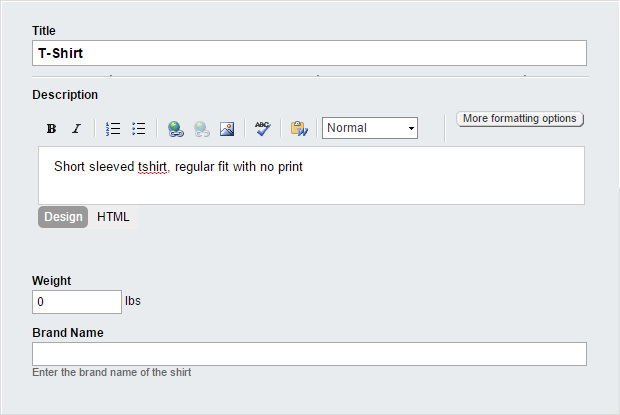 Title
T-Shirt
Description
B I ABC Normal More formatting options
Short sleeved tshirt, regular fit with no print
Design HTML
Weight
0 lbs
Brand Name
Enter the brand name of the shirt